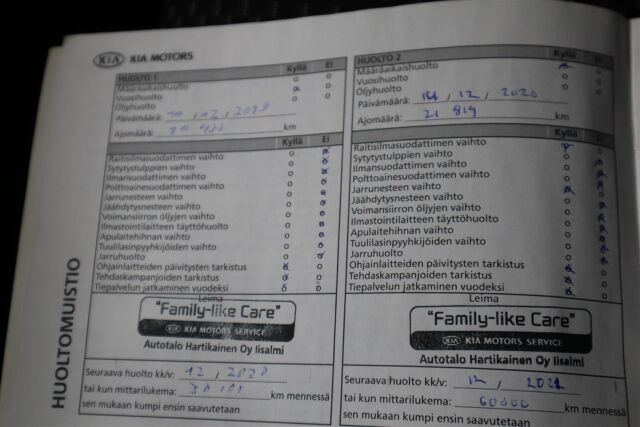 KIA KIA MOTORS
HUOLTOMUISTIO
HUOLTO 1 Kyllä Ei
Määräaikaishuolto
Vuosihuolto
Öljyhuolto
Päivämäärä:
Ajomäärä: km
Raitisilmasuodattimen vaihto
Sytytystulppien vaihto
Ilmansuodattimen vaihto
Polttoainesuodattimen vaihto
Jarrunesteen vaihto
Jäähdytysnesteen vaihto
Voimansiirron öljyjen vaihto
Ilmastointilaitteen täyttöhuolto
Apulaitehihnan vaihto
Tuulilasinpyyhkijöiden vaihto
Jarruhuolto
Ohjainlaitteiden päivitysten tarkistus
Tehdaskampanjoiden tarkistus
Tiepalvelun jatkaminen vuodeksi
Leima
"Family-like Care"
KIA KIA MOTORS SERVICE
Autotalo Hartikainen Oy Iisalmi
Seuraava huolto kk/v: 12 ,
tai kun mittarilukema: km mennessä
sen mukaan kumpi ensin saavutetaan
HUOLTO 2 Kyllä Ei
Määräaikaishuolto
Vuosihuolto
Öljyhuolto
Päivämäärä: 14 , 12 , 2020
Ajomäärä: 21 819 km
Raitisilmasuodattimen vaihto
Sytytystulppien vaihto
Ilmansuodattimen vaihto
Polttoainesuodattimen vaihto
Jarrunesteen vaihto
Jäähdytysnesteen vaihto
Voimansiirron öljyjen vaihto
Ilmastointilaitteen täyttöhuolto
Apulaitehihnan vaihto
Tuulilasinpyyhkijöiden vaihto
Jarruhuolto
Ohjainlaitteiden päivitysten tarkistus
Tehdaskampanjoiden tarkistus
Tiepalvelun jatkaminen vuodeksi
Leima
"Family-like Care"
KIA KIA MOTORS SERVICE
Autotalo Hartikainen Oy Iisalmi
Seuraava huolto kk/v: 12 , 2021
tai kun mittarilukema: 60000 km mennessä
sen mukaan kumpi ensin saavutetaan